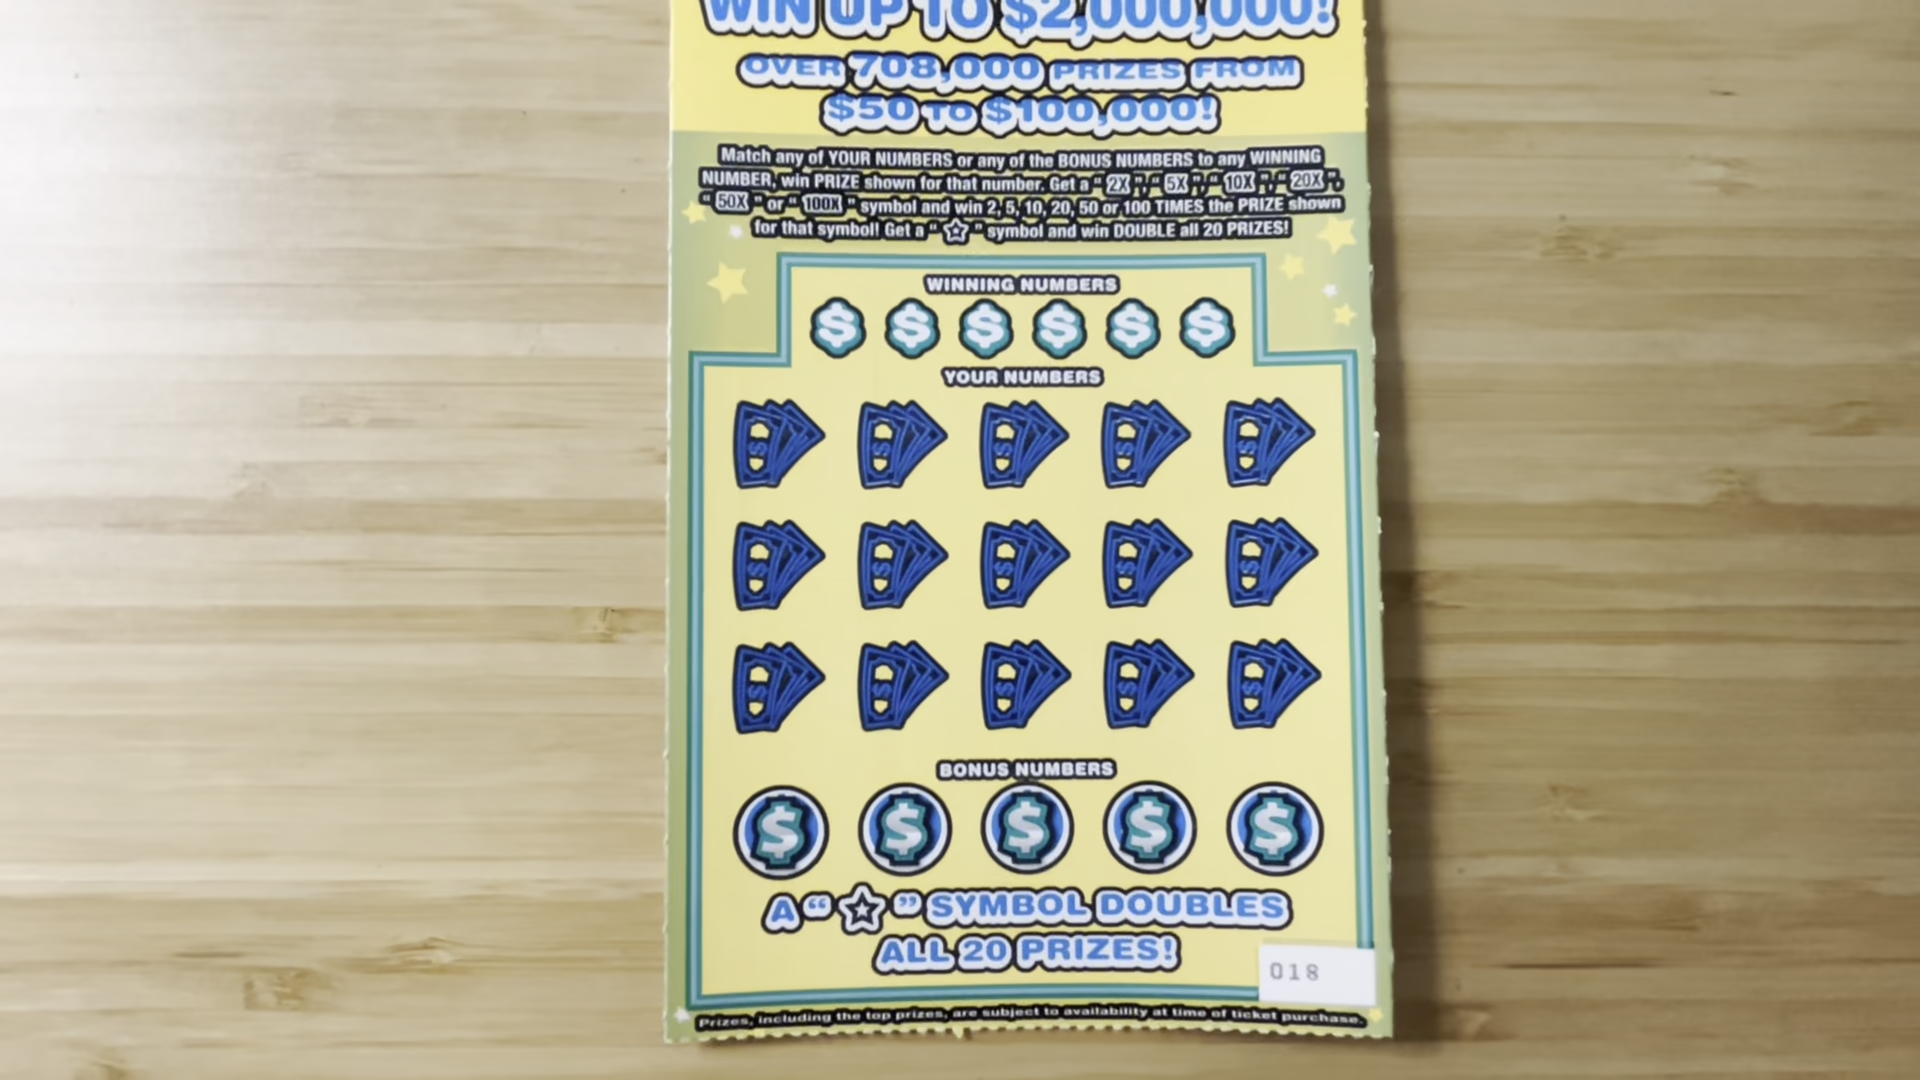 WIN UP TO $2,000,000!
OVER 708,000 PRIZES FROM
$50 TO $100,000!
Match any of YOUR NUMBERS or any of the BONUS NUMBERS to any WINNING
NUMBER, win PRIZE shown for that number. Get a "2X", "5X", "10X", "20X",
"50X" or "100X" symbol and win 2, 5, 10, 20, 50 or 100 TIMES the PRIZE shown
for that symbol! Get a "☆" symbol and win DOUBLE all 20 PRIZES!
WINNING NUMBERS
$ $ $ $ $ $
YOUR NUMBERS
$ $ $ $ $
$ $ $ $ $
$ $ $ $ $
BONUS NUMBERS
$ $ $ $ $
A "☆" SYMBOL DOUBLES
ALL 20 PRIZES!
018
Prizes, including the top prizes, are subject to availability at time of ticket purchase.